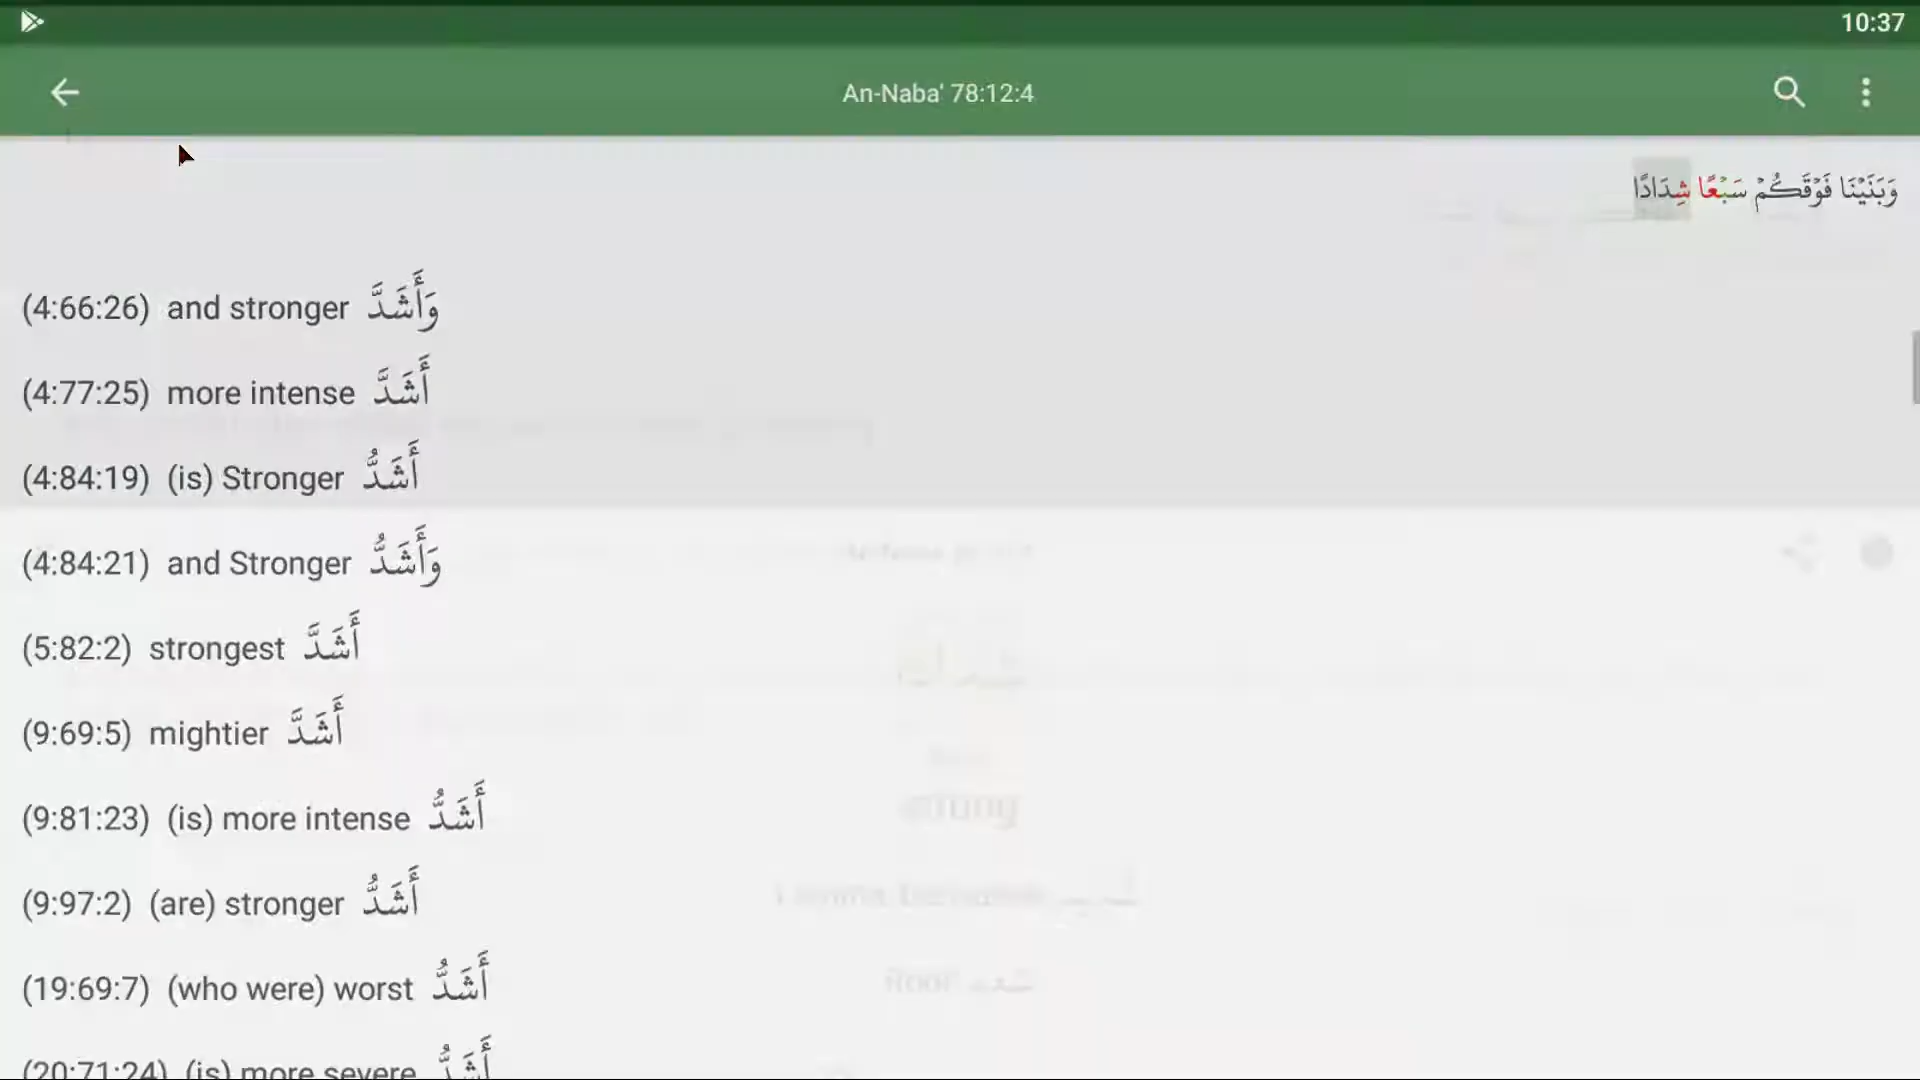 10:37
An-Naba' 78:12:4
وَبَنَيْنَا فَوْقَكُمْ سَبْعًا شِدَادًا
(4:66:26) and stronger وَأَشَدَّ
(4:77:25) more intense أَشَدَّ
(4:84:19) (is) Stronger أَشَدُّ
(4:84:21) and Stronger وَأَشَدُّ
(5:82:2) strongest أَشَدَّ
(9:69:5) mightier أَشَدَّ
(9:81:23) (is) more intense أَشَدُّ
(9:97:2) (are) stronger أَشَدُّ
(19:69:7) (who were) worst أَشَدُّ
(20:71:24) (is) more severe أَشَدُّ